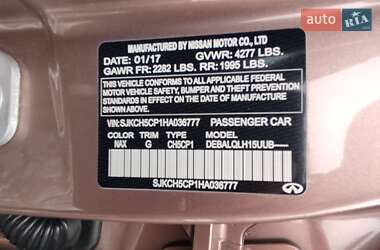 auto RIA
MANUFACTURED BY NISSAN MOTOR CO., LTD
DATE: 01/17 GVWR: 4277 LBS.
GAWR FR: 2282 LBS. RR: 1995 LBS.
THIS VEHICLE CONFORMS TO ALL APPLICABLE FEDERAL
MOTOR VEHICLE SAFETY, BUMPER AND THEFT PREVENTION
STANDARDS IN EFFECT ON THE DATE OF MANUFACTURE
SHOWN ABOVE.
VIN: SJKCH5CP1HA036777 PASSENGER CAR
COLOR TRIM TYPE MODEL
NAX G CH5CP1 DEBALQLH15UUB-----
SJKCH5CP1HA036777